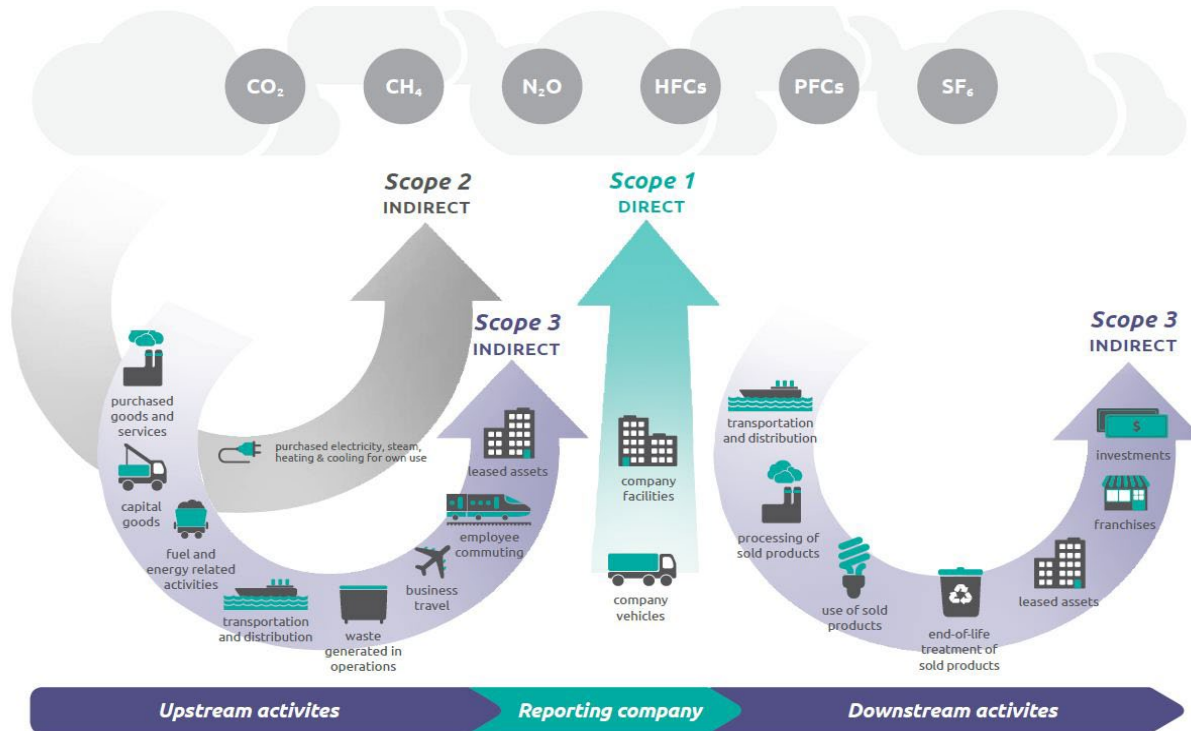 CO₂
CH₄
N₂O
HFCs
PFCs
SF₆
Scope 2
INDIRECT
Scope 1
DIRECT
Scope 3
INDIRECT
Scope 3
INDIRECT
purchased
goods and
services
capital
goods
fuel and
energy related
activities
purchased electricity, steam,
heating & cooling for own use
transportation
and distribution
waste
generated in
operations
business
travel
employee
commuting
leased assets
company
facilities
company
vehicles
transportation
and distribution
processing of
sold products
use of sold
products
end-of-life
treatment of
sold products
leased assets
franchises
$
investments
Upstream activites
Reporting company
Downstream activites